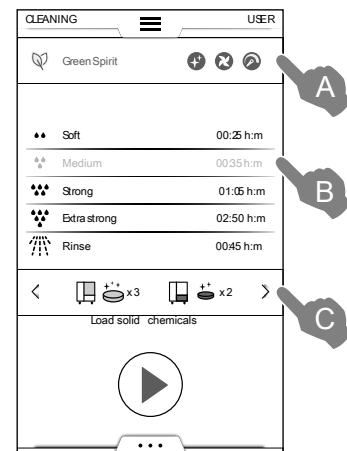 CLEANING USER
Green Spirit
A
Soft 00:25 h:m
Medium 00:35 h:m
B
Strong 01:05 h:m
Extra strong 02:50 h:m
Rinse 00:45 h:m
x3 x2
C
Load solid chemicals